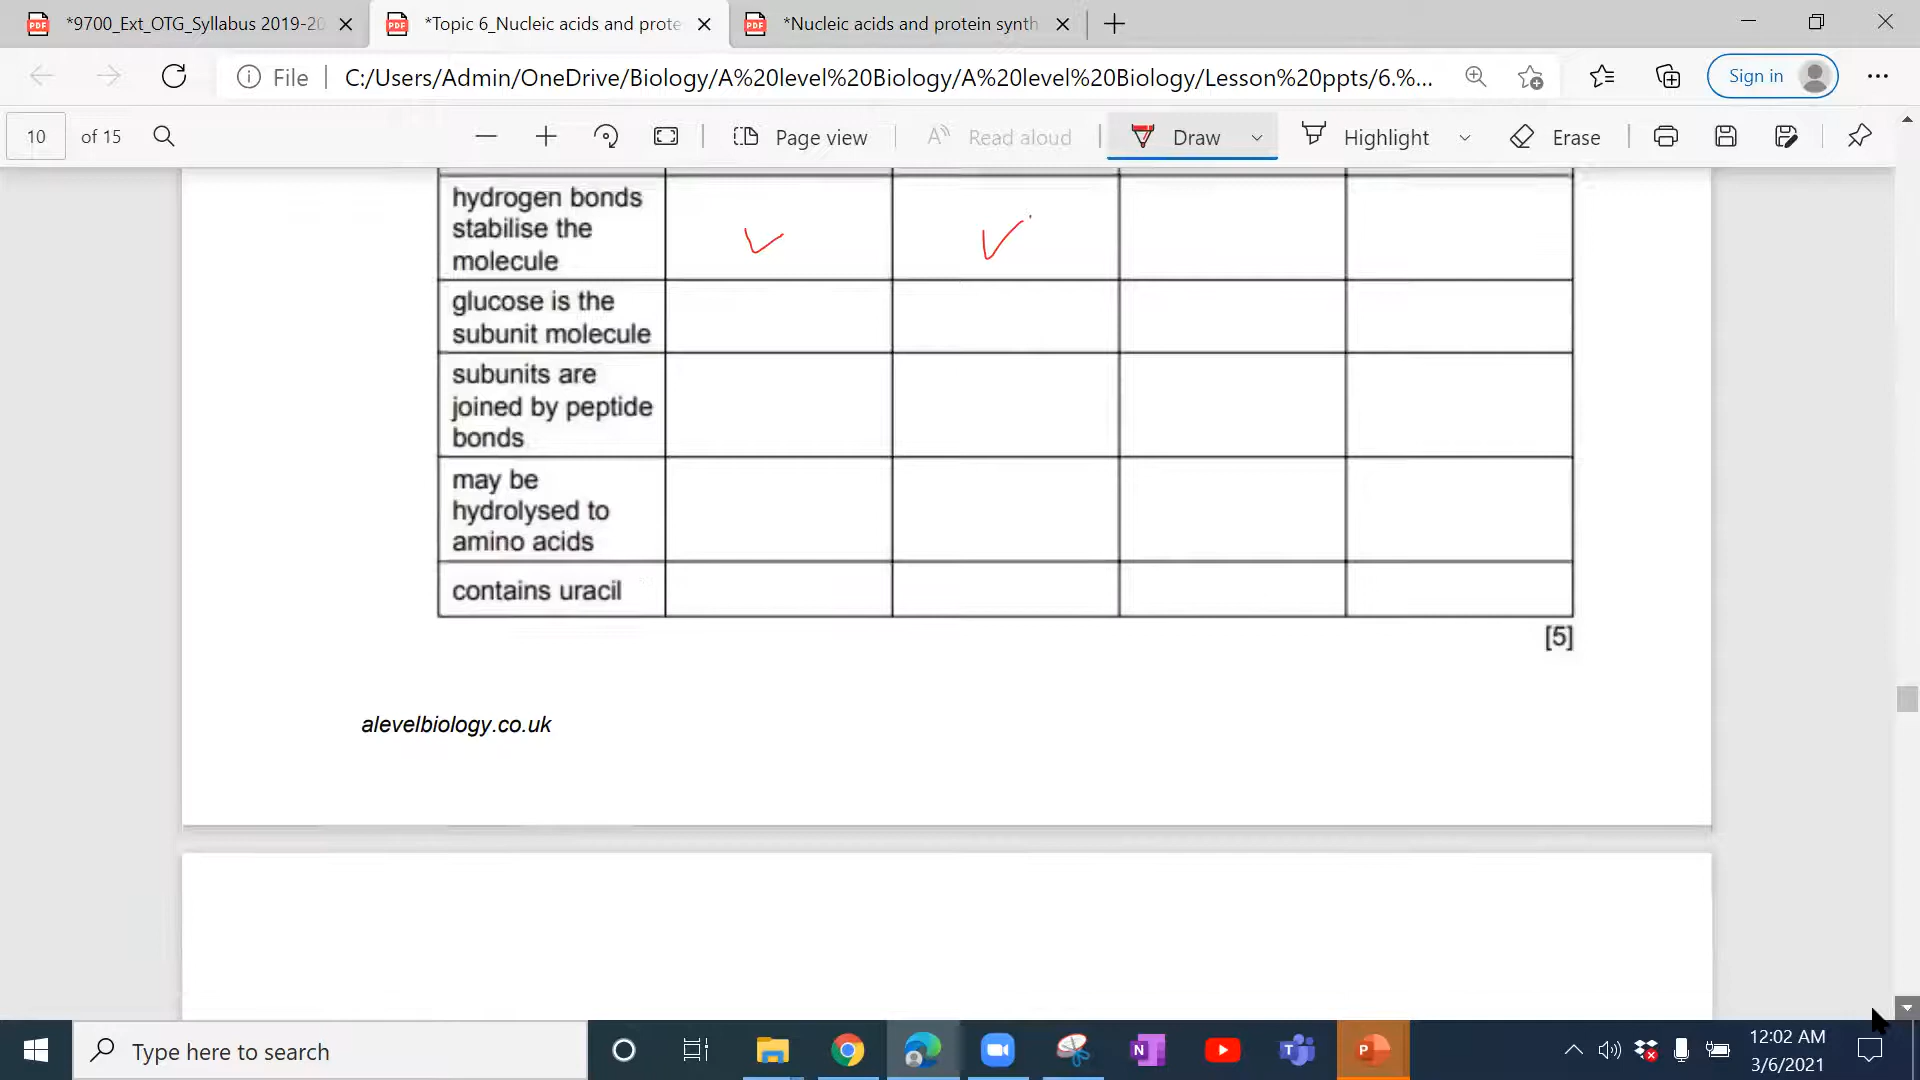 *9700_Ext_OTG_Syllabus 2019-20
*Topic 6_Nucleic acids and prote
*Nucleic acids and protein synth
File
C:/Users/Admin/OneDrive/Biology/A%20level%20Biology/A%20level%20Biology/Lesson%20ppts/6.%...
Sign in
10 of 15
Page view
Read aloud
Draw
Highlight
Erase
hydrogen bonds
stabilise the
molecule
glucose is the
subunit molecule
subunits are
joined by peptide
bonds
may be
hydrolysed to
amino acids
contains uracil
[5]
alevelbiology.co.uk
Type here to search
12:02 AM
3/6/2021